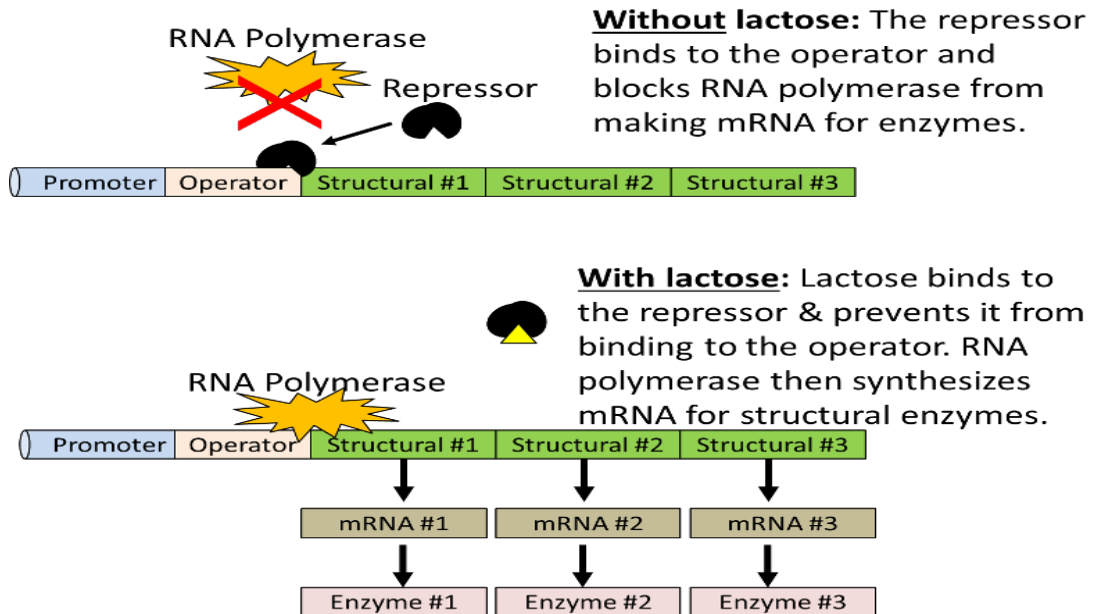 RNA Polymerase
Repressor
Without lactose: The repressor
binds to the operator and
blocks RNA polymerase from
making mRNA for enzymes.
Promoter Operator Structural #1 Structural #2 Structural #3
With lactose: Lactose binds to
the repressor & prevents it from
binding to the operator. RNA
polymerase then synthesizes
mRNA for structural enzymes.
RNA Polymerase
Promoter Operator Structural #1 Structural #2 Structural #3
mRNA #1 mRNA #2 mRNA #3
Enzyme #1 Enzyme #2 Enzyme #3